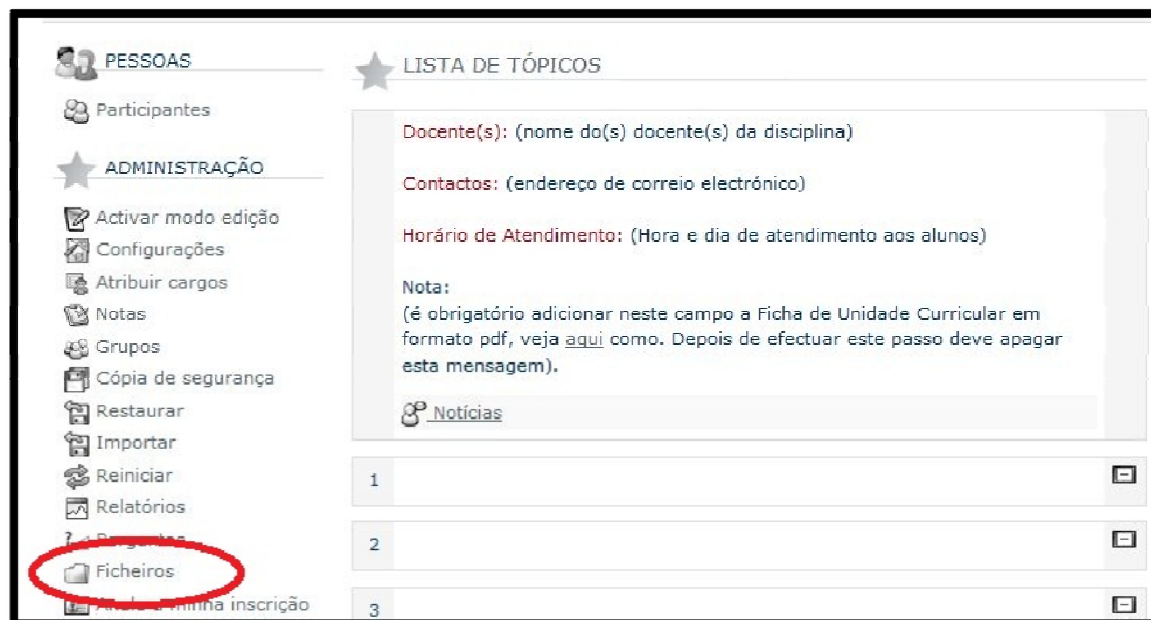 PESSOAS
Participantes
ADMINISTRAÇÃO
Activar modo edição
Configurações
Atribuir cargos
Notas
Grupos
Cópia de segurança
Restaurar
Importar
Reiniciar
Relatórios
Perguntas
Ficheiros
minha inscrição
LISTA DE TÓPICOS
Docente(s): (nome do(s) docente(s) da disciplina)
Contactos: (endereço de correio electrónico)
Horário de Atendimento: (Hora e dia de atendimento aos alunos)
Nota:
(é obrigatório adicionar neste campo a Ficha de Unidade Curricular em
formato pdf, veja aqui como. Depois de efectuar este passo deve apagar
esta mensagem).
Notícias
1
2
3